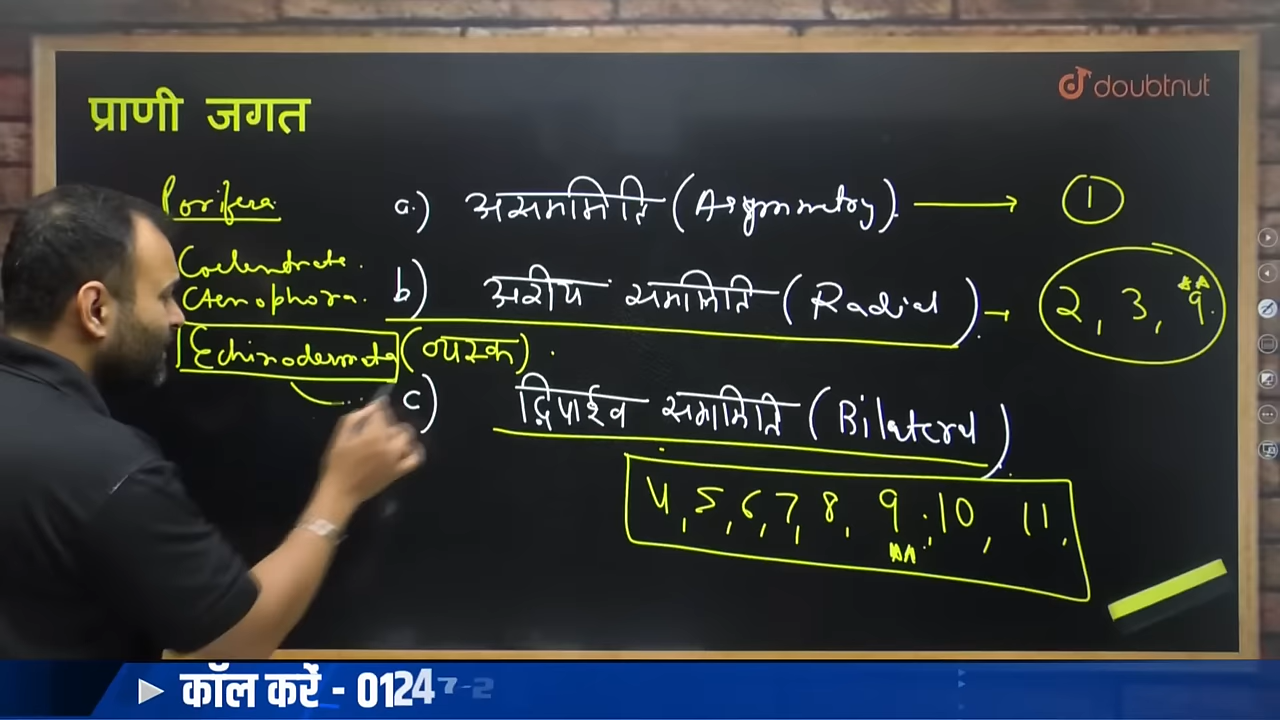 doubtnut
प्राणी जगत
Porifera
a.) असममिति (Asymmetry). → ①
Coelentrate.
Ctenophora.
b) अरीय सममिति (Radial) → 2, 3, 9.
Echinodermata (व्यस्क).
c) द्विपार्श्व सममिति (Bilateral)
4, 5, 6, 7, 8, 9, 10, 11,
कॉल करें - 0124